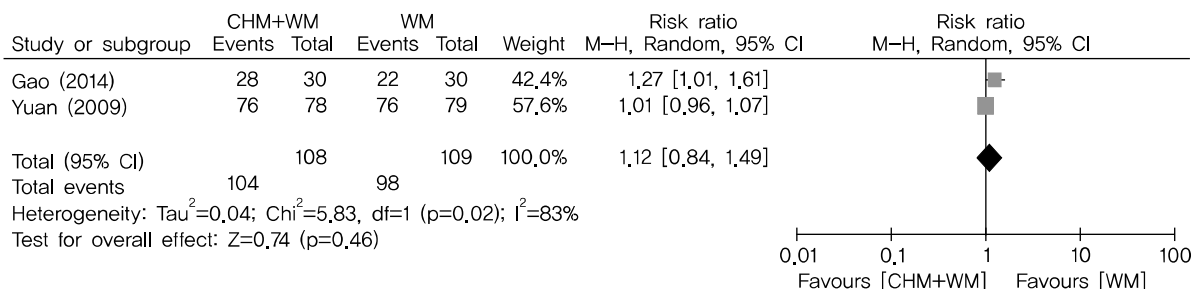 CHM+WM WM Risk ratio Risk ratio
Study or subgroup Events Total Events Total Weight M–H, Random, 95% CI M–H, Random, 95% CI
Gao (2014) 28 30 22 30 42.4% 1.27 [1.01, 1.61]
Yuan (2009) 76 78 76 79 57.6% 1.01 [0.96, 1.07]
Total (95% CI) 108 109 100.0% 1.12 [0.84, 1.49]
Total events 104 98
Heterogeneity: Tau²=0.04; Chi²=5.83, df=1 (p=0.02); I²=83%
Test for overall effect: Z=0.74 (p=0.46)
0.01 0.1 1 10 100
Favours [CHM+WM] Favours [WM]